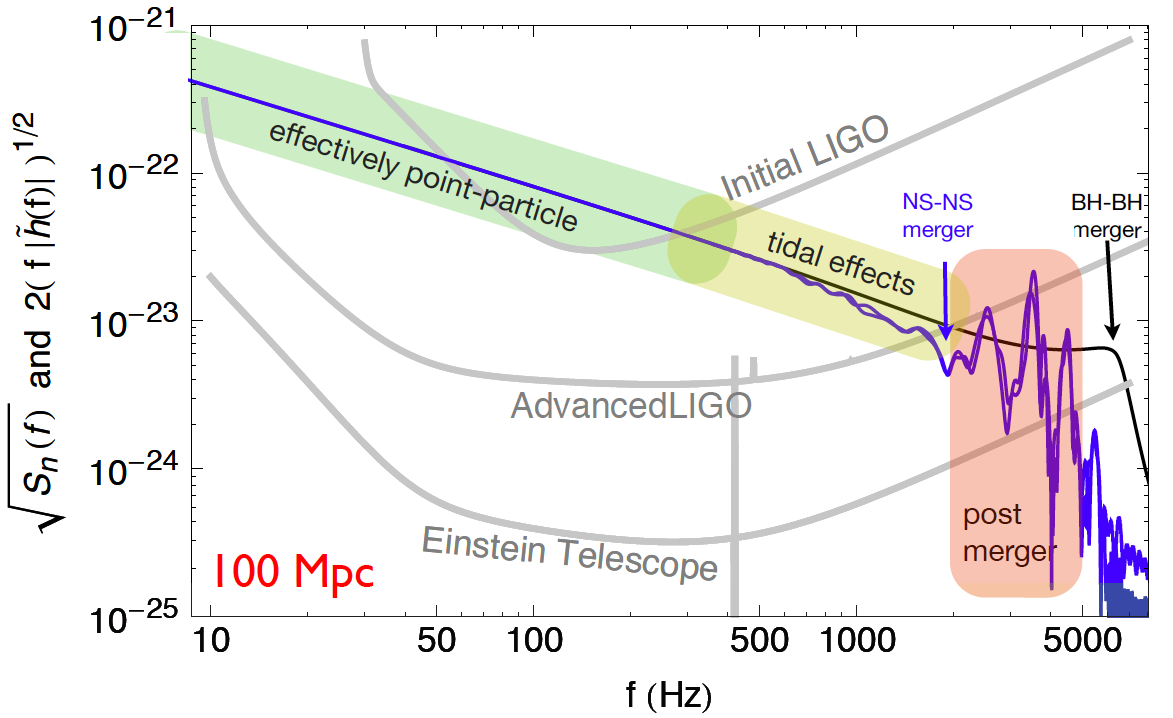 10−21
10−22
10−23
10−24
10−25
√Sn (f) and 2( f |h̃(f)| )1/2
effectively point-particle
Initial LIGO
tidal effects
NS-NS
merger
BH-BH
merger
AdvancedLIGO
Einstein Telescope
post
merger
100 Mpc
10 50 100 500 1000 5000
f (Hz)